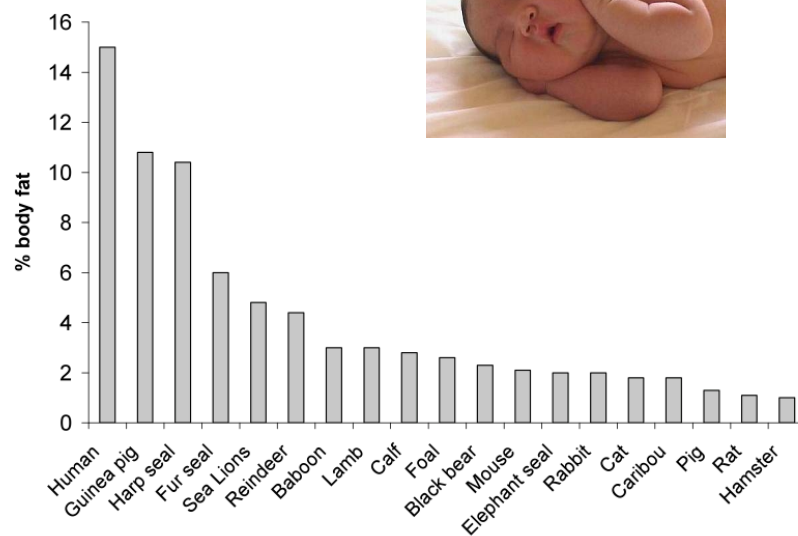 16
14
12
10
8
6
4
2
0
% body fat
Human
Guinea pig
Harp seal
Fur seal
Sea Lions
Reindeer
Baboon
Lamb
Calf
Foal
Black bear
Mouse
Elephant seal
Rabbit
Cat
Caribou
Pig
Rat
Hamster